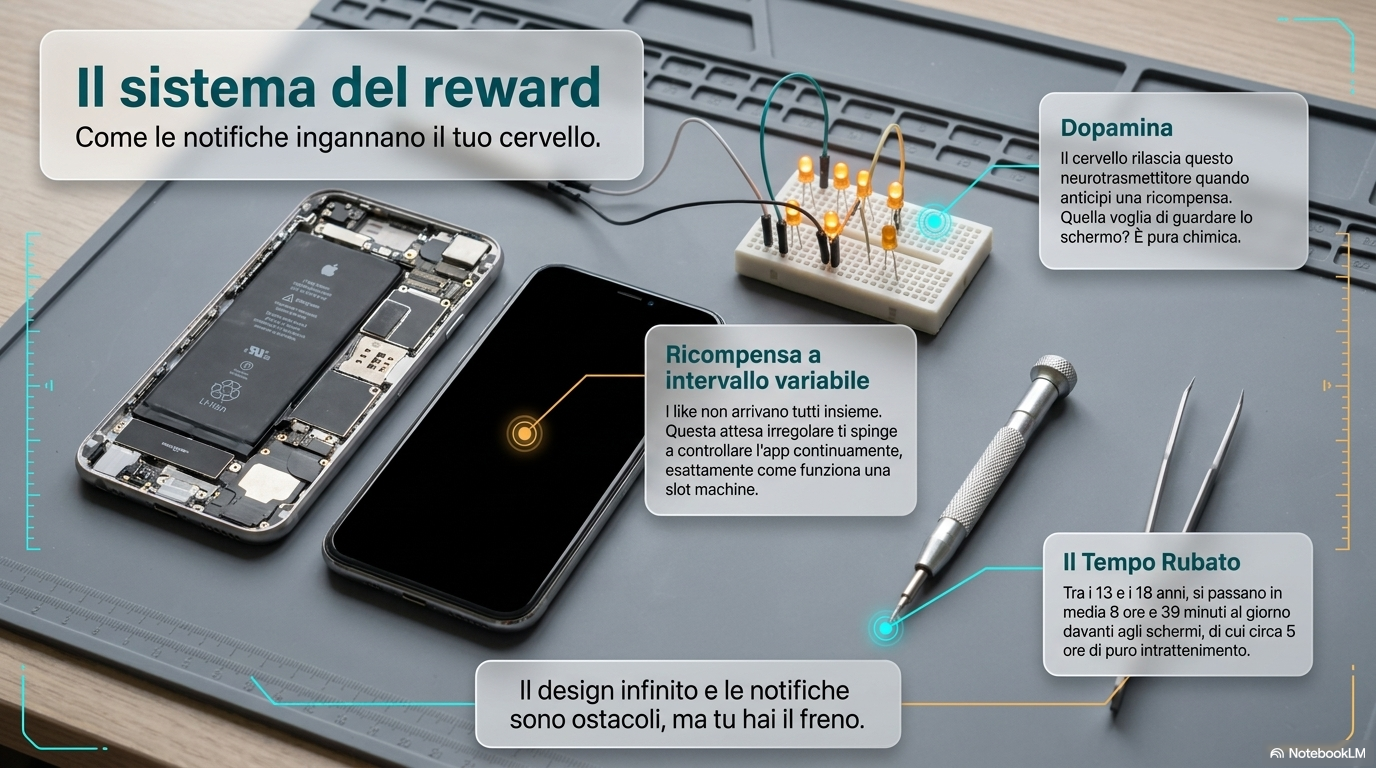 Il sistema del reward
Come le notifiche ingannano il tuo cervello.
Dopamina
Il cervello rilascia questo
neurotrasmettitore quando
anticipi una ricompensa.
Quella voglia di guardare lo
schermo? È pura chimica.
Ricompensa a
intervallo variabile
I like non arrivano tutti insieme.
Questa attesa irregolare ti spinge
a controllare l'app continuamente,
esattamente come funziona una
slot machine.
Il Tempo Rubato
Tra i 13 e i 18 anni, si passano in
media 8 ore e 39 minuti al giorno
davanti agli schermi, di cui circa 5
ore di puro intrattenimento.
Il design infinito e le notifiche
sono ostacoli, ma tu hai il freno.
NotebookLM